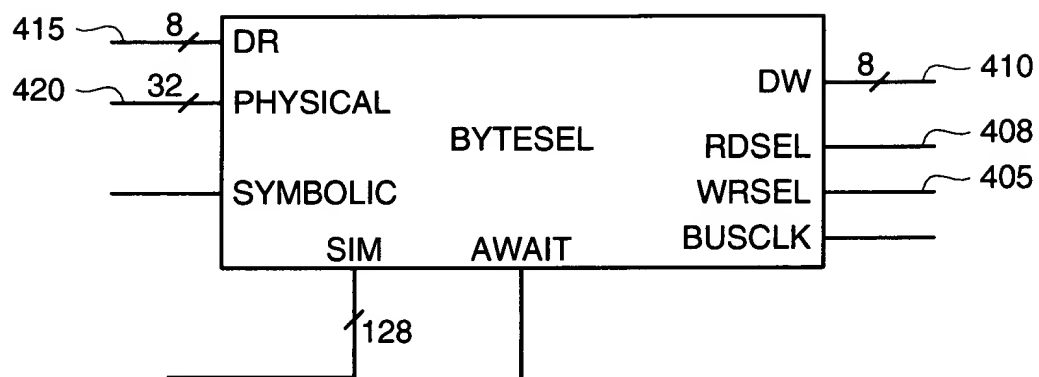 415 8 DR
420 32 PHYSICAL
8 410
DW
BYTESEL
RDSEL 408
SYMBOLIC
WRSEL 405
BUSCLK
SIM AWAIT
128